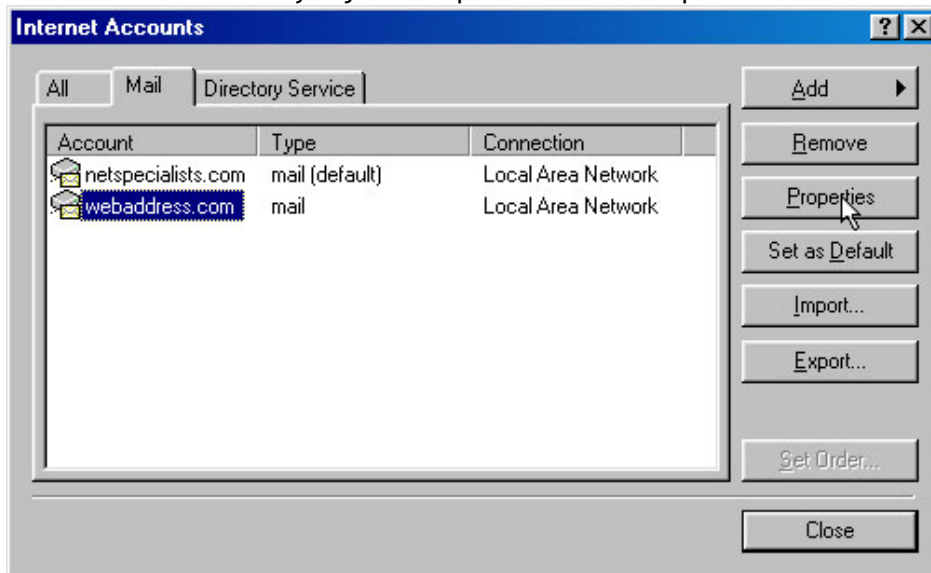 Internet Accounts
All Mail Directory Service
Add
Account Type Connection
Remove
netspecialists.com mail (default) Local Area Network
webaddress.com mail Local Area Network
Properties
Set as Default
Import...
Export...
Set Order...
Close